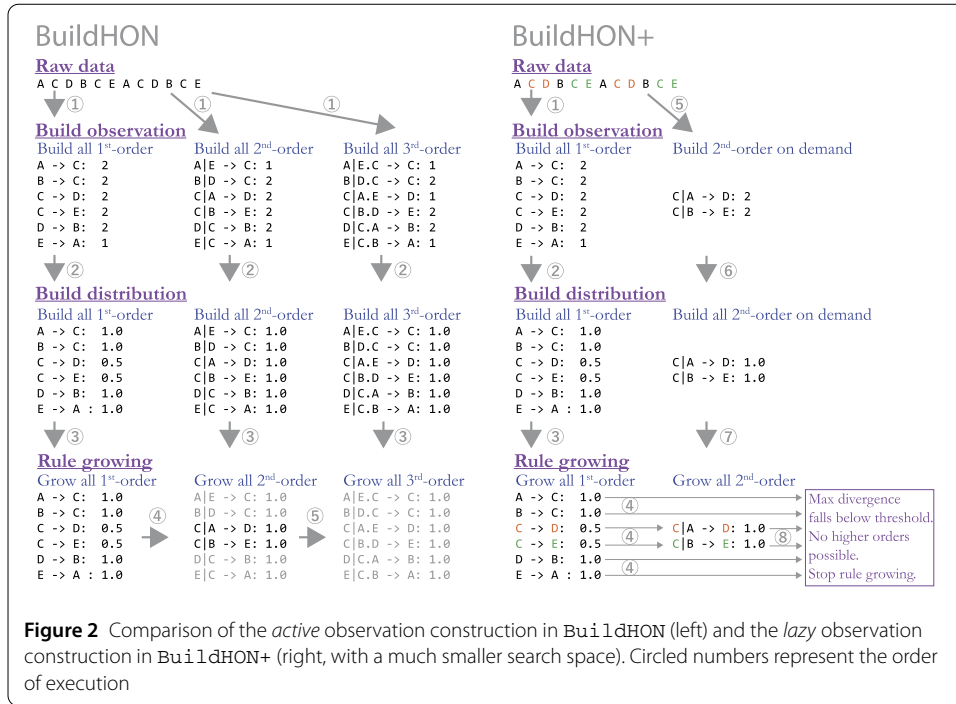 BuildHON
Raw data
A C D B C E A C D B C E
① ① ①
Build observation
Build all 1st-order
A -> C: 2
B -> C: 2
C -> D: 2
C -> E: 2
D -> B: 2
E -> A: 1
Build all 2nd-order
A|E -> C: 1
B|D -> C: 2
C|A -> D: 2
C|B -> E: 2
D|C -> B: 2
E|C -> A: 1
Build all 3rd-order
A|E.C -> C: 1
B|D.C -> C: 2
C|A.E -> D: 1
C|B.D -> E: 2
D|C.A -> B: 2
E|C.B -> A: 1
② ② ②
Build distribution
Build all 1st-order
A -> C: 1.0
B -> C: 1.0
C -> D: 0.5
C -> E: 0.5
D -> B: 1.0
E -> A : 1.0
Build all 2nd-order
A|E -> C: 1.0
B|D -> C: 1.0
C|A -> D: 1.0
C|B -> E: 1.0
D|C -> B: 1.0
E|C -> A: 1.0
Build all 3rd-order
A|E.C -> C: 1.0
B|D.C -> C: 1.0
C|A.E -> D: 1.0
C|B.D -> E: 1.0
D|C.A -> B: 1.0
E|C.B -> A: 1.0
③ ③ ③
Rule growing
Grow all 1st-order
A -> C: 1.0
B -> C: 1.0
C -> D: 0.5
C -> E: 0.5
D -> B: 1.0
E -> A : 1.0
④
Grow all 2nd-order
A|E -> C: 1.0
B|D -> C: 1.0
C|A -> D: 1.0
C|B -> E: 1.0
D|C -> B: 1.0
E|C -> A: 1.0
⑤
Grow all 3rd-order
A|E.C -> C: 1.0
B|D.C -> C: 1.0
C|A.E -> D: 1.0
C|B.D -> E: 1.0
D|C.A -> B: 1.0
E|C.B -> A: 1.0
BuildHON+
Raw data
A C D B C E A C D B C E
① ⑤
Build observation
Build all 1st-order
A -> C: 2
B -> C: 2
C -> D: 2
C -> E: 2
D -> B: 2
E -> A: 1
Build 2nd-order on demand
C|A -> D: 2
C|B -> E: 2
② ⑥
Build distribution
Build all 1st-order
A -> C: 1.0
B -> C: 1.0
C -> D: 0.5
C -> E: 0.5
D -> B: 1.0
E -> A : 1.0
Build all 2nd-order on demand
C|A -> D: 1.0
C|B -> E: 1.0
③ ⑦
Rule growing
Grow all 1st-order
A -> C: 1.0
B -> C: 1.0
C -> D: 0.5
C -> E: 0.5
D -> B: 1.0
E -> A : 1.0
④
④
④
Grow all 2nd-order
C|A -> D: 1.0
C|B -> E: 1.0
⑧
Max divergence
falls below threshold.
No higher orders
possible.
Stop rule growing.
Figure 2 Comparison of the active observation construction in BuildHON (left) and the lazy observation
construction in BuildHON+ (right, with a much smaller search space). Circled numbers represent the order
of execution